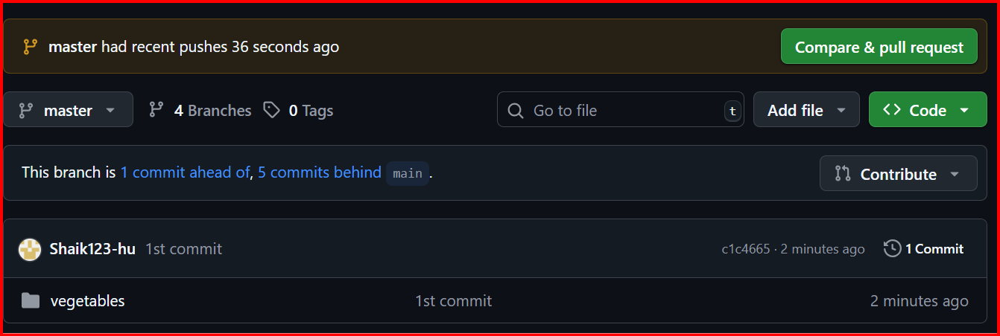 master had recent pushes 36 seconds ago Compare & pull request
master 4 Branches 0 Tags Go to file t Add file Code
This branch is 1 commit ahead of, 5 commits behind main. Contribute
Shaik123-hu 1st commit c1c4665 · 2 minutes ago 1 Commit
vegetables 1st commit 2 minutes ago